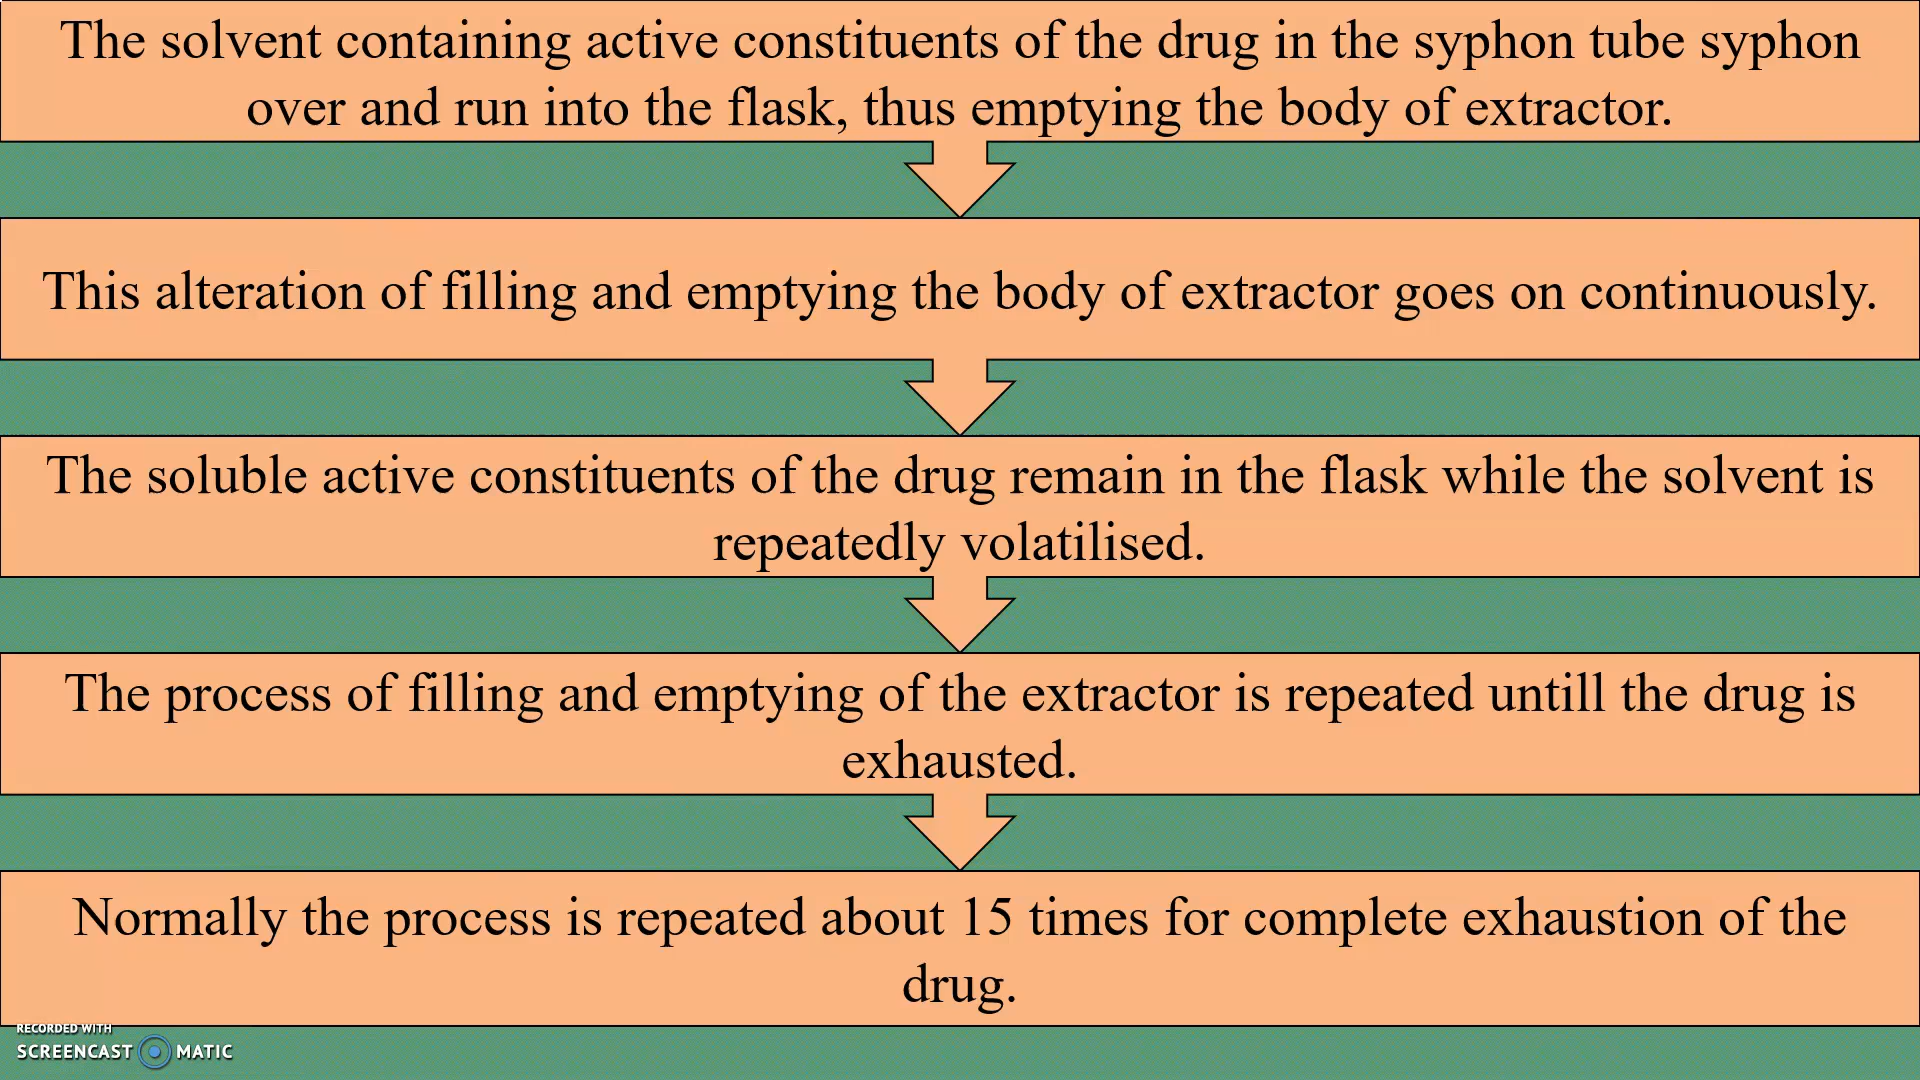 The solvent containing active constituents of the drug in the syphon tube syphon
over and run into the flask, thus emptying the body of extractor.
This alteration of filling and emptying the body of extractor goes on continuously.
The soluble active constituents of the drug remain in the flask while the solvent is
repeatedly volatilised.
The process of filling and emptying of the extractor is repeated untill the drug is
exhausted.
Normally the process is repeated about 15 times for complete exhaustion of the
drug.
RECORDED WITH
SCREENCAST MATIC